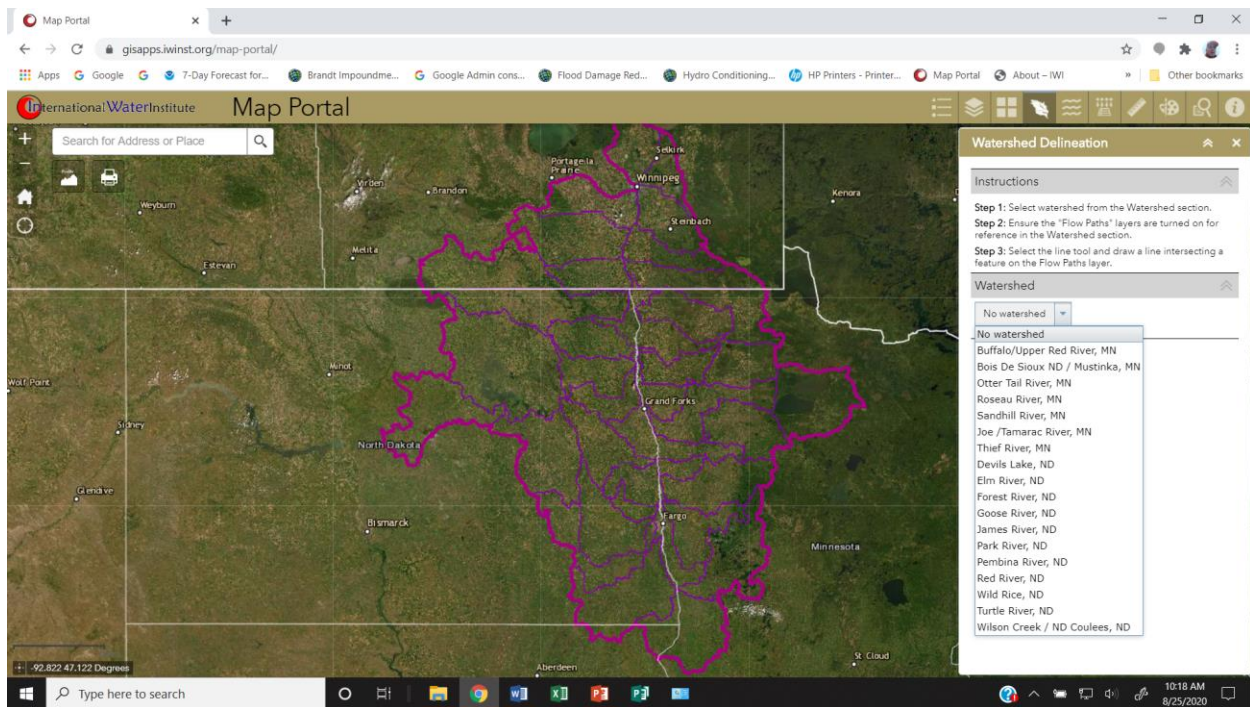 Map Portal
gisapps.iwinst.org/map-portal/
Apps Google 7-Day Forecast for... Brandt Impoundme... Google Admin cons... Flood Damage Red... Hydro Conditioning... HP Printers - Printer... Map Portal About – IWI » Other bookmarks
International WaterInstitute Map Portal
Search for Address or Place
Watershed Delineation
Instructions
Step 1: Select watershed from the Watershed section.
Step 2: Ensure the "Flow Paths" layers are turned on for
reference in the Watershed section.
Step 3: Select the line tool and draw a line intersecting a
feature on the Flow Paths layer.
Watershed
No watershed
No watershed
Buffalo/Upper Red River, MN
Bois De Sioux ND / Mustinka, MN
Otter Tail River, MN
Roseau River, MN
Sandhill River, MN
Joe /Tamarac River, MN
Thief River, MN
Devils Lake, ND
Elm River, ND
Forest River, ND
Goose River, ND
James River, ND
Park River, ND
Pembina River, ND
Red River, ND
Wild Rice, ND
Turtle River, ND
Wilson Creek / ND Coulees, ND
Selkirk
Portage la
Prairie
Winnipeg
Virden
Brandon
Kenora
Weyburn
Steinbach
Melita
Estevan
Minot
Wolf Point
Grand Forks
Sidney
North Dakota
Glendive
Fargo
Bismarck
Minnesota
St Cloud
Aberdeen
-92.822 47.122 Degrees
Type here to search
10:18 AM
8/25/2020